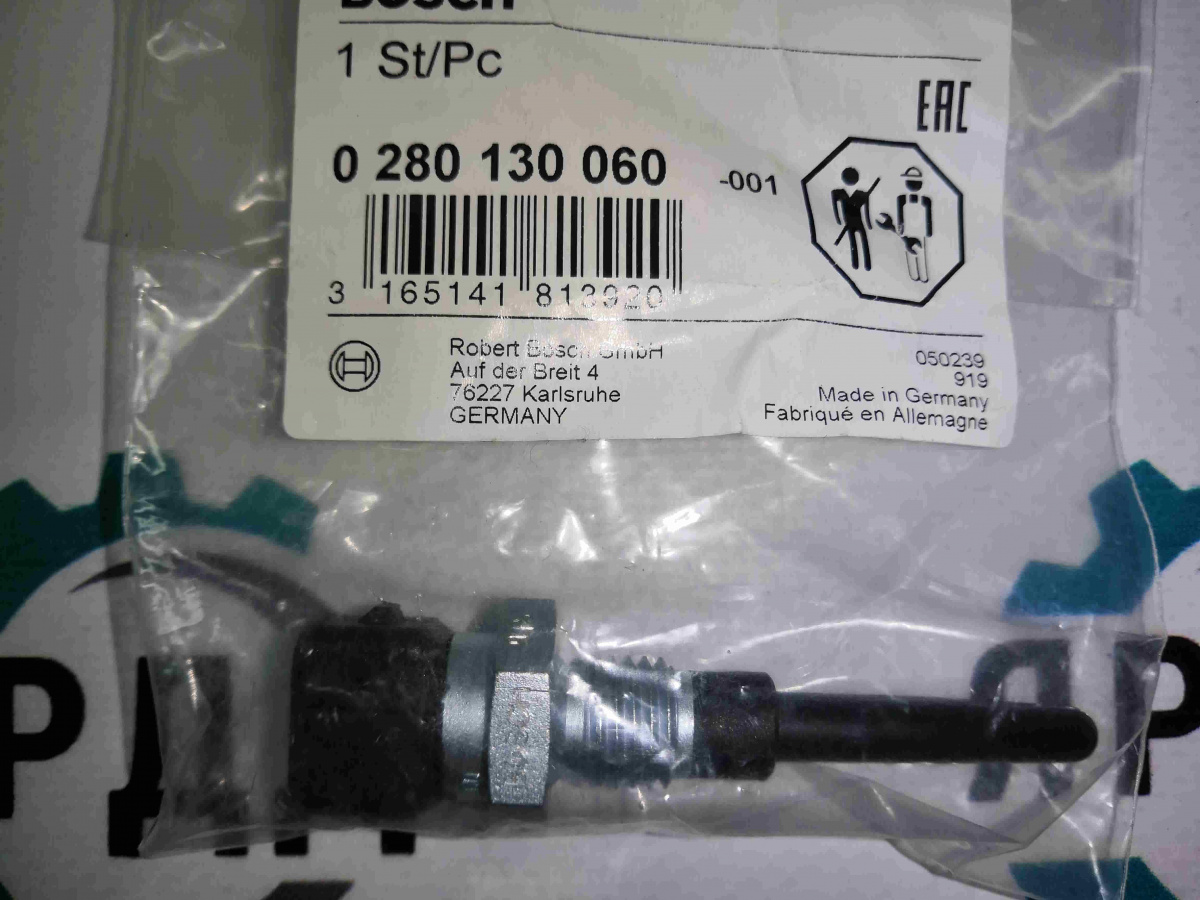 Bosch
1 St/Pc
EAC
0 280 130 060 -001
3 165141 813920
Robert Bosch GmbH
Auf der Breit 4
76227 Karlsruhe
GERMANY
050239
919
Made in Germany
Fabriqué en Allemagne